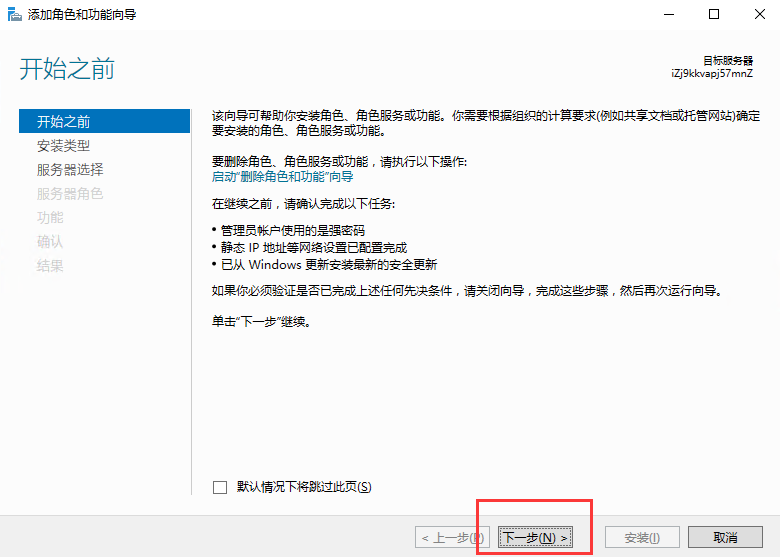 添加角色和功能向导
开始之前
目标服务器
iZj9kkvapj57mnZ
开始之前
安装类型
服务器选择
服务器角色
功能
确认
结果
该向导可帮助你安装角色、角色服务或功能。你需要根据组织的计算要求(例如共享文档或托管网站)确定
要安装的角色、角色服务或功能。
要删除角色、角色服务或功能，请执行以下操作:
启动“删除角色和功能”向导
在继续之前，请确认完成以下任务:
• 管理员帐户使用的是强密码
• 静态 IP 地址等网络设置已配置完成
• 已从 Windows 更新安装最新的安全更新
如果你必须验证是否已完成上述任何先决条件，请关闭向导，完成这些步骤，然后再次运行向导。
单击“下一步”继续。
默认情况下将跳过此页(S)
< 上一步(P)
下一步(N) >
安装(I)
取消